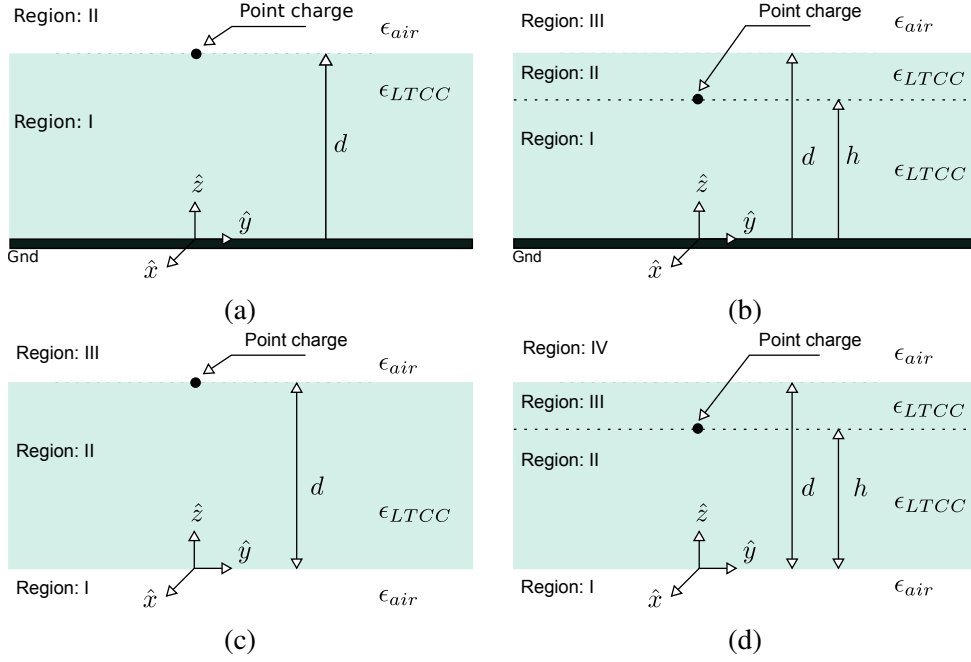 Region: II
Point charge
ϵ_air
ϵ_LTCC
Region: I
d
ẑ
ŷ
Gnd
x̂
(a)
Region: III
Point charge
ϵ_air
Region: II
ϵ_LTCC
Region: I
d
h
ϵ_LTCC
ẑ
ŷ
Gnd
x̂
(b)
Region: III
Point charge
ϵ_air
Region: II
d
ϵ_LTCC
ẑ
ŷ
Region: I
x̂
ϵ_air
(c)
Region: IV
Point charge
ϵ_air
Region: III
ϵ_LTCC
Region: II
d
h
ϵ_LTCC
ẑ
ŷ
Region: I
x̂
ϵ_air
(d)